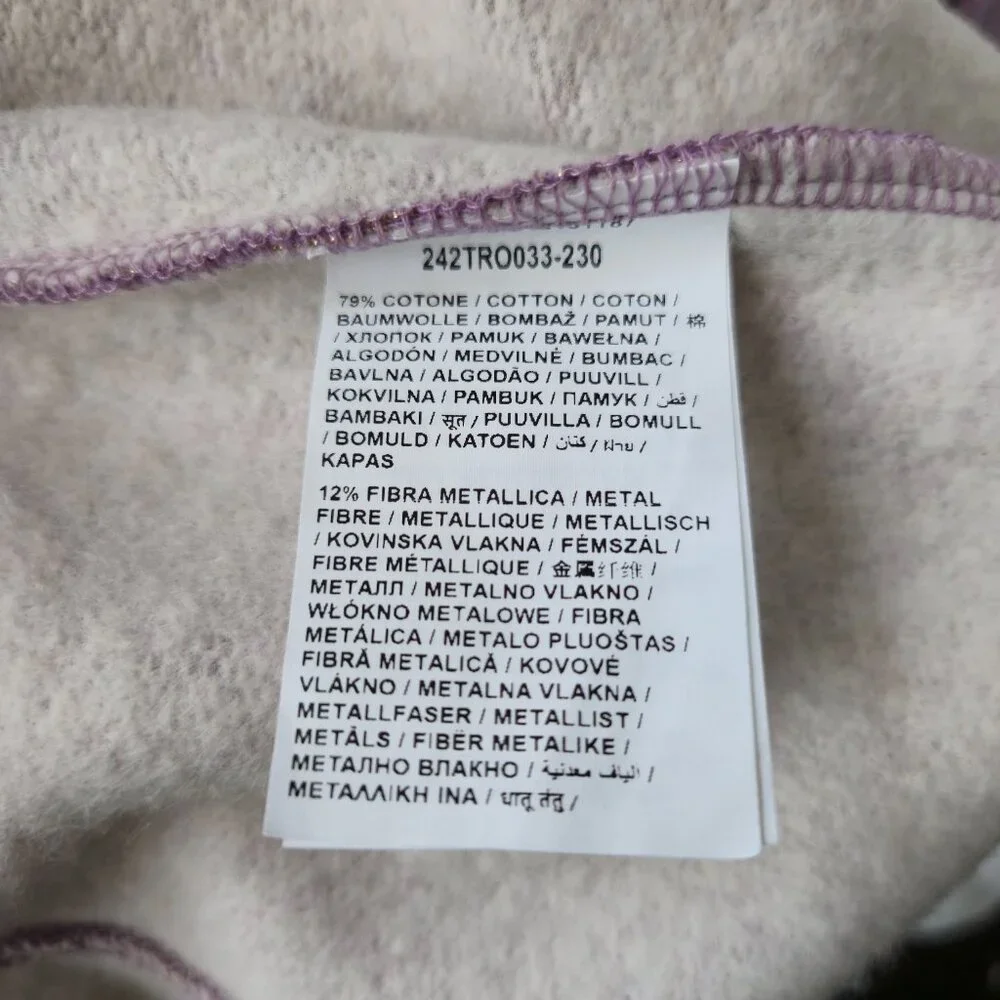 242TRO033-230
79% COTONE / COTTON / COTON /
BAUMWOLLE / BOMBAŽ / PAMUT / 棉
/ ХЛОПОК / PAMUK / BAWEŁNA /
ALGODÓN / MEDVILNĖ / BUMBAC /
BAVLNA / ALGODÃO / PUUVILL /
KOKVILNA / PAMBUK / ПАМУК / قطن /
BAMBAKI / सूत / PUUVILLA / BOMULL
/ BOMULD / KATOEN / كتان / ฝ้าย /
KAPAS
12% FIBRA METALLICA / METAL
FIBRE / METALLIQUE / METALLISCH
/ KOVINSKA VLAKNA / FÉMSZÁL /
FIBRE MÉTALLIQUE / 金属纤维 /
МЕТАЛЛ / METALNO VLAKNO /
WŁÓKNO METALOWE / FIBRA
METÁLICA / METALO PLUOŠTAS /
FIBRĂ METALICĂ / KOVOVÉ
VLÁKNO / METALNA VLAKNA /
METALLFASER / METALLIST /
METĀLS / FIBËR METALIKE /
МЕТАЛНО ВЛАКНО / الياف معدنية /
ΜΕΤΑΛΛΙΚΗ ΙΝΑ / धातू तंतु /